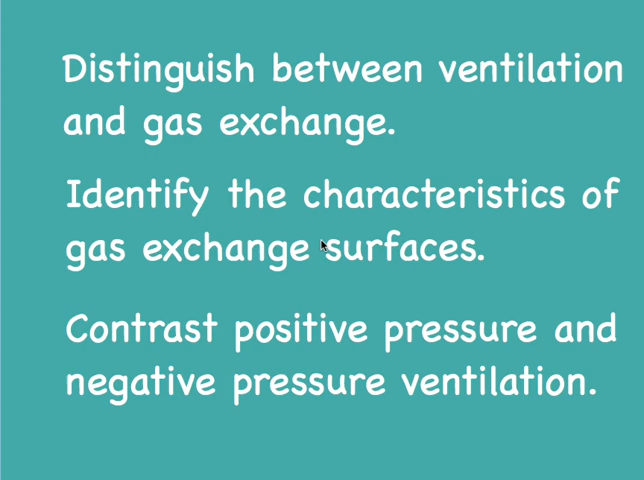 Distinguish between ventilation
and gas exchange.
Identify the characteristics of
gas exchange surfaces.
Contrast positive pressure and
negative pressure ventilation.